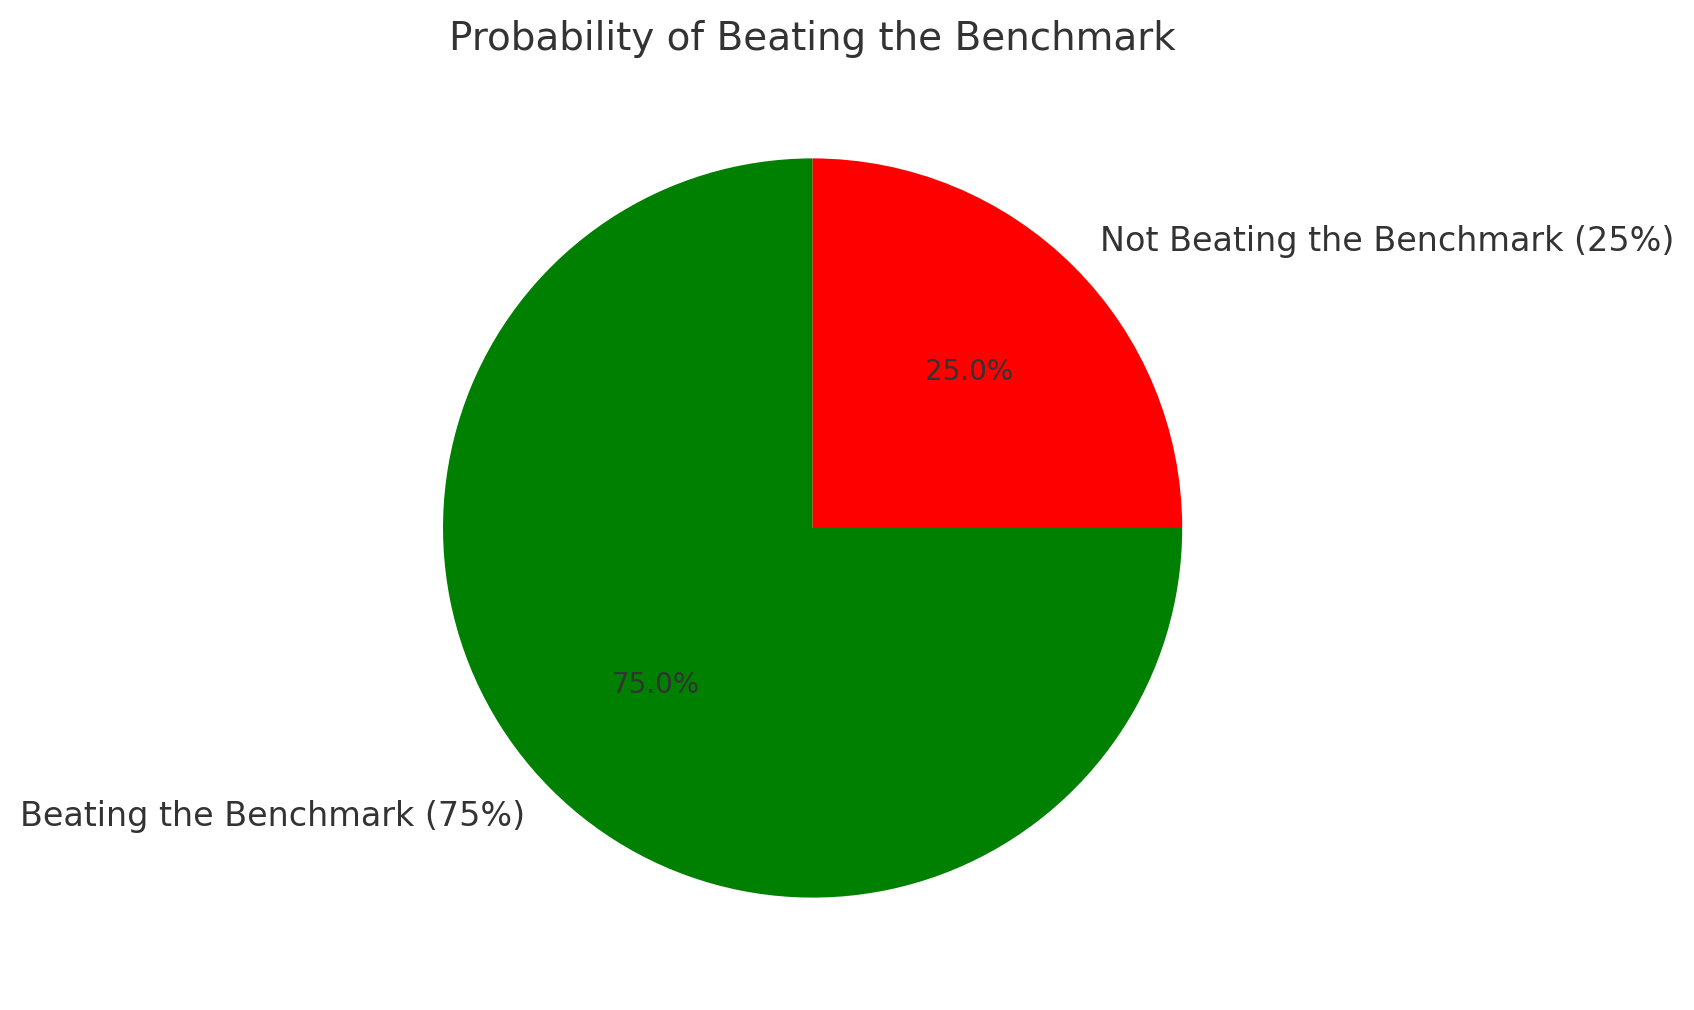 Probability of Beating the Benchmark
Not Beating the Benchmark (25%)
25.0%
75.0%
Beating the Benchmark (75%)